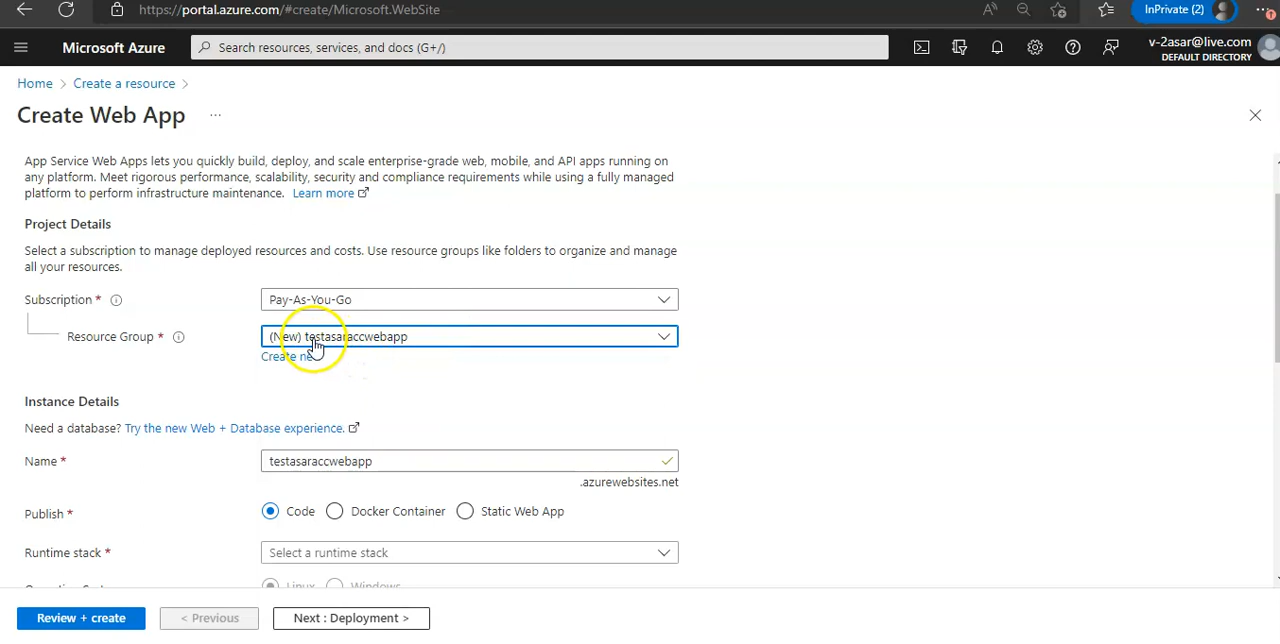 https://portal.azure.com/#create/Microsoft.WebSite
InPrivate (2)
Microsoft Azure
Search resources, services, and docs (G+/)
v-2asar@live.com
DEFAULT DIRECTORY
Home > Create a resource >
Create Web App ...
App Service Web Apps lets you quickly build, deploy, and scale enterprise-grade web, mobile, and API apps running on
any platform. Meet rigorous performance, scalability, security and compliance requirements while using a fully managed
platform to perform infrastructure maintenance. Learn more
Project Details
Select a subscription to manage deployed resources and costs. Use resource groups like folders to organize and manage
all your resources.
Subscription *
Pay-As-You-Go
Resource Group *
(New) testasaraccwebapp
Create new
Instance Details
Need a database? Try the new Web + Database experience.
Name *
testasaraccwebapp
.azurewebsites.net
Publish *
Code Docker Container Static Web App
Runtime stack *
Select a runtime stack
Linux Windows
Review + create
< Previous
Next : Deployment >